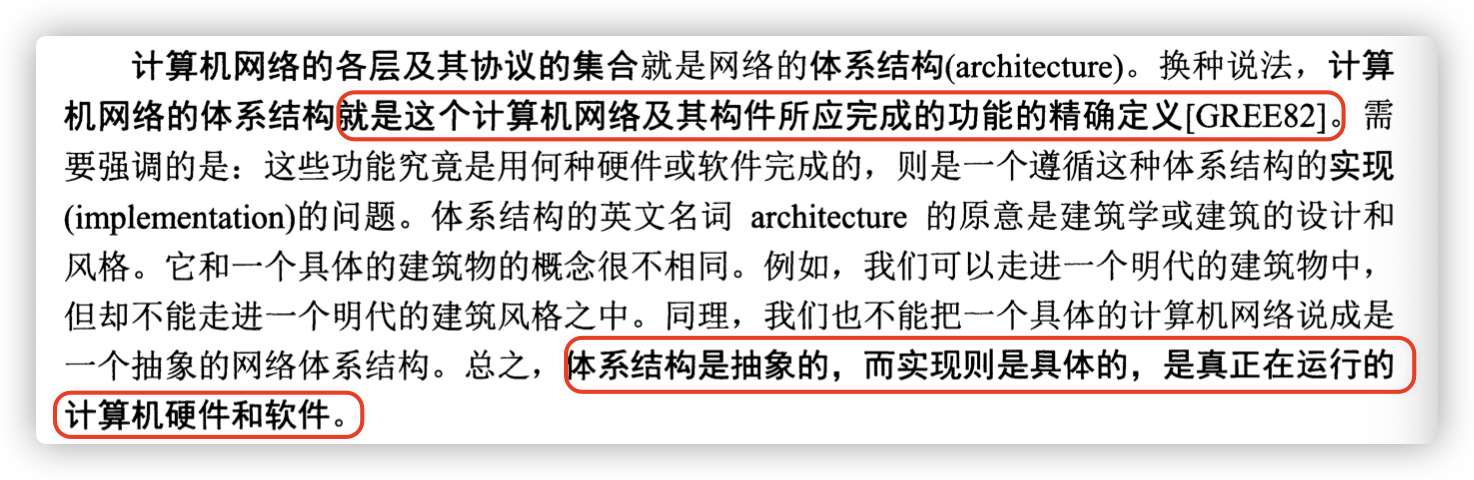 计算机网络的各层及其协议的集合就是网络的体系结构(architecture)。换种说法，计算
机网络的体系结构就是这个计算机网络及其构件所应完成的功能的精确定义[GREE82]。需
要强调的是：这些功能究竟是用何种硬件或软件完成的，则是一个遵循这种体系结构的实现
(implementation)的问题。体系结构的英文名词 architecture 的原意是建筑学或建筑的设计和
风格。它和一个具体的建筑物的概念很不相同。例如，我们可以走进一个明代的建筑物中，
但却不能走进一个明代的建筑风格之中。同理，我们也不能把一个具体的计算机网络说成是
一个抽象的网络体系结构。总之，体系结构是抽象的，而实现则是具体的，是真正在运行的
计算机硬件和软件。